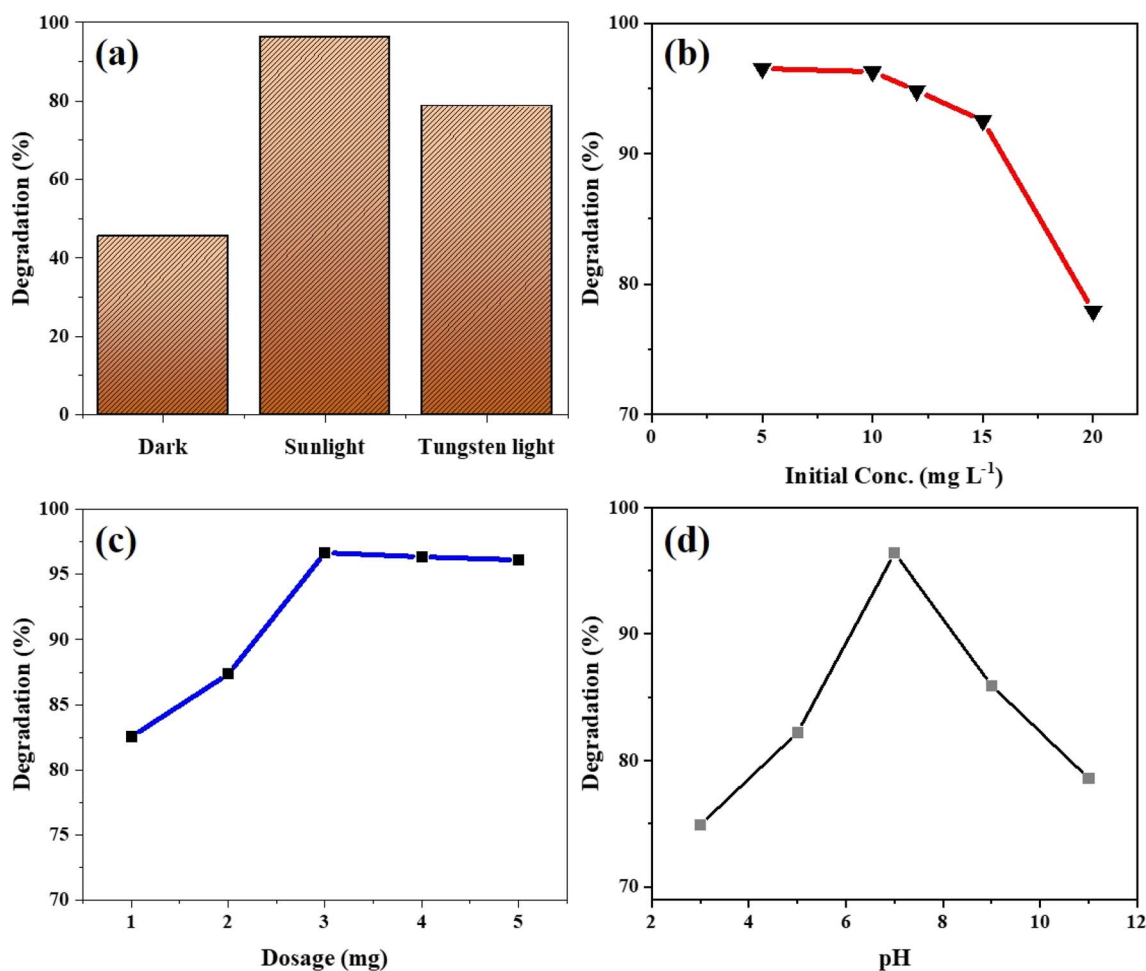 (a)
Degradation (%)
100
80
60
40
20
0
Dark Sunlight Tungsten light
(b)
Degradation (%)
100
90
80
70
0 5 10 15 20
Initial Conc. (mg L⁻¹)
(c)
Degradation (%)
100
95
90
85
80
75
70
1 2 3 4 5
Dosage (mg)
(d)
Degradation (%)
100
90
80
70
2 4 6 8 10 12
pH